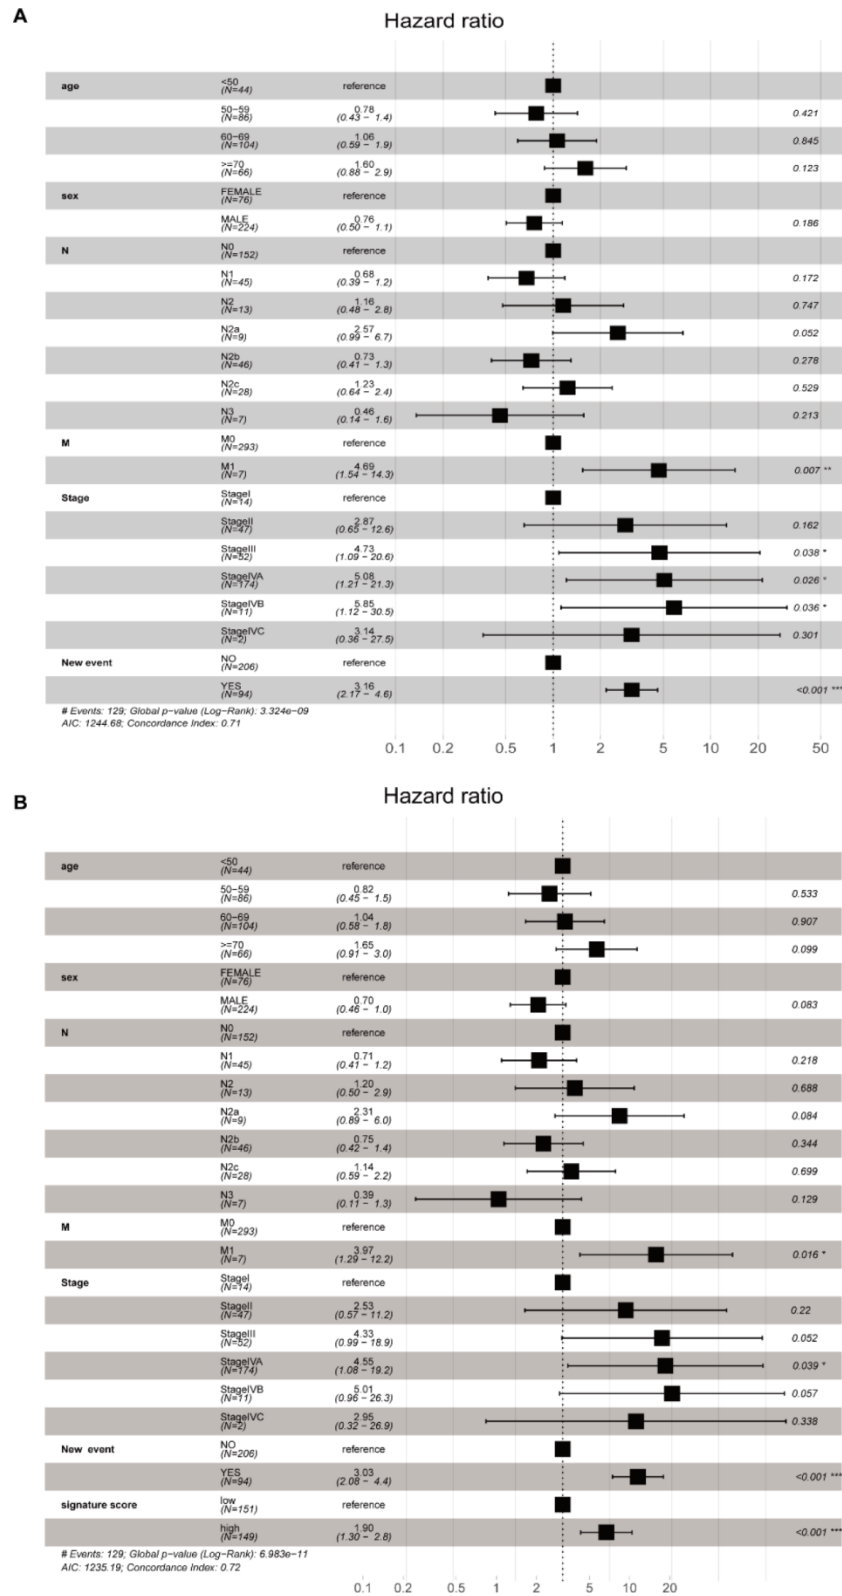 A
Hazard ratio
age <50 reference
(N=44)
50−59 0.78 0.421
(N=86) (0.43 − 1.4)
60−69 1.06 0.845
(N=104) (0.59 − 1.9)
>=70 1.60 0.123
(N=66) (0.88 − 2.9)
sex FEMALE reference
(N=76)
MALE 0.76 0.186
(N=224) (0.50 − 1.1)
N N0 reference
(N=152)
N1 0.68 0.172
(N=45) (0.39 − 1.2)
N2 1.16 0.747
(N=13) (0.48 − 2.8)
N2a 2.57 0.052
(N=9) (0.99 − 6.7)
N2b 0.73 0.278
(N=46) (0.41 − 1.3)
N2c 1.23 0.529
(N=28) (0.64 − 2.4)
N3 0.46 0.213
(N=7) (0.14 − 1.6)
M M0 reference
(N=293)
M1 4.69 0.007 **
(N=7) (1.54 − 14.3)
Stage StageI reference
(N=14)
StageII 2.87 0.162
(N=47) (0.65 − 12.6)
StageIII 4.73 0.038 *
(N=52) (1.09 − 20.6)
StageIVA 5.08 0.026 *
(N=174) (1.21 − 21.3)
StageIVB 5.85 0.036 *
(N=11) (1.12 − 30.5)
StageIVC 3.14 0.301
(N=2) (0.36 − 27.5)
New event NO reference
(N=206)
YES 3.16 <0.001 ***
(N=94) (2.17 − 4.6)
# Events: 129; Global p−value (Log−Rank): 3.324e−09
AIC: 1244.68; Concordance Index: 0.71
0.1 0.2 0.5 1 2 5 10 20 50
B
Hazard ratio
age <50 reference
(N=44)
50−59 0.82 0.533
(N=86) (0.45 − 1.5)
60−69 1.04 0.907
(N=104) (0.58 − 1.8)
>=70 1.65 0.099
(N=66) (0.91 − 3.0)
sex FEMALE reference
(N=76)
MALE 0.70 0.083
(N=224) (0.46 − 1.0)
N N0 reference
(N=152)
N1 0.71 0.218
(N=45) (0.41 − 1.2)
N2 1.20 0.688
(N=13) (0.50 − 2.9)
N2a 2.31 0.084
(N=9) (0.89 − 6.0)
N2b 0.75 0.344
(N=46) (0.42 − 1.4)
N2c 1.14 0.699
(N=28) (0.59 − 2.2)
N3 0.39 0.129
(N=7) (0.11 − 1.3)
M M0 reference
(N=293)
M1 3.97 0.016 *
(N=7) (1.29 − 12.2)
Stage StageI reference
(N=14)
StageII 2.53 0.22
(N=47) (0.57 − 11.2)
StageIII 4.33 0.052
(N=52) (0.99 − 18.9)
StageIVA 4.55 0.039 *
(N=174) (1.08 − 19.2)
StageIVB 5.01 0.057
(N=11) (0.96 − 26.3)
StageIVC 2.95 0.338
(N=2) (0.32 − 26.9)
New event NO reference
(N=206)
YES 3.03 <0.001 ***
(N=94) (2.08 − 4.4)
signature score low reference
(N=151)
high 1.90 <0.001 ***
(N=149) (1.30 − 2.8)
# Events: 129; Global p−value (Log−Rank): 6.983e−11
AIC: 1235.19; Concordance Index: 0.72
0.1 0.2 0.5 1 2 5 10 20